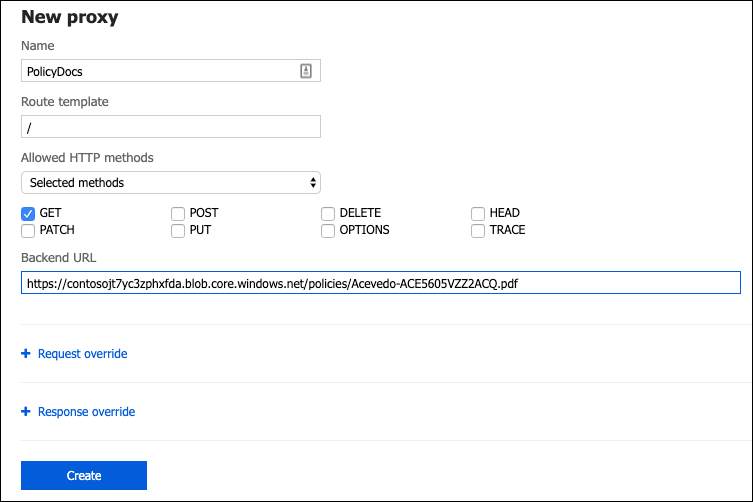 New proxy
Name
PolicyDocs
Route template
/
Allowed HTTP methods
Selected methods
GET POST DELETE HEAD
PATCH PUT OPTIONS TRACE
Backend URL
https://contosojt7yc3zphxfda.blob.core.windows.net/policies/Acevedo-ACE5605VZZ2ACQ.pdf
+ Request override
+ Response override
Create